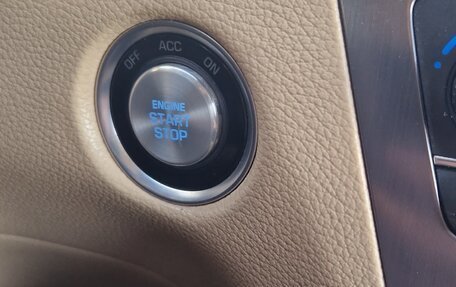 OFF ACC ON
ENGINE
START
STOP